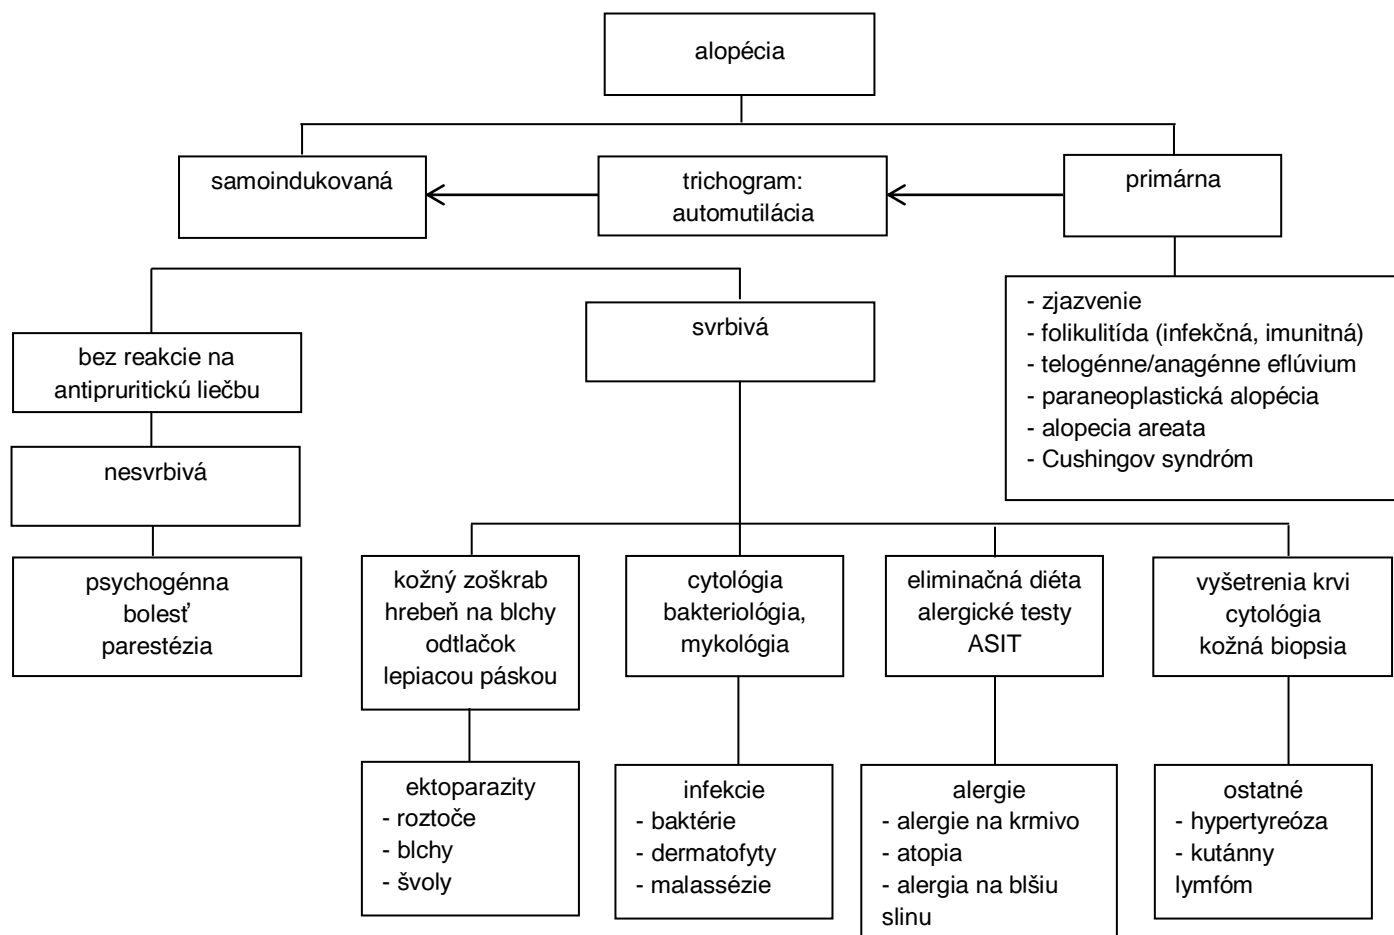 alopécia
samoindukovaná
trichogram:
automutilácia
primárna
bez reakcie na
antipruritickú liečbu
svrbivá
- zjazvenie
- folikulitída (infekčná, imunitná)
- telogénne/anagénne eflúvium
- paraneoplastická alopécia
- alopecia areata
- Cushingov syndróm
nesvrbivá
psychogénna
bolesť
parestézia
kožný zoškrab
hrebeň na blchy
odtlačok
lepiacou páskou
cytológia
bakteriológia,
mykológia
eliminačná diéta
alergické testy
ASIT
vyšetrenia krvi
cytológia
kožná biopsia
ektoparazity
- roztoče
- blchy
- švoly
infekcie
- baktérie
- dermatofyty
- malassézie
alergie
- alergie na krmivo
- atopia
- alergia na blšiu
slinu
ostatné
- hypertyreóza
- kutánny
lymfóm